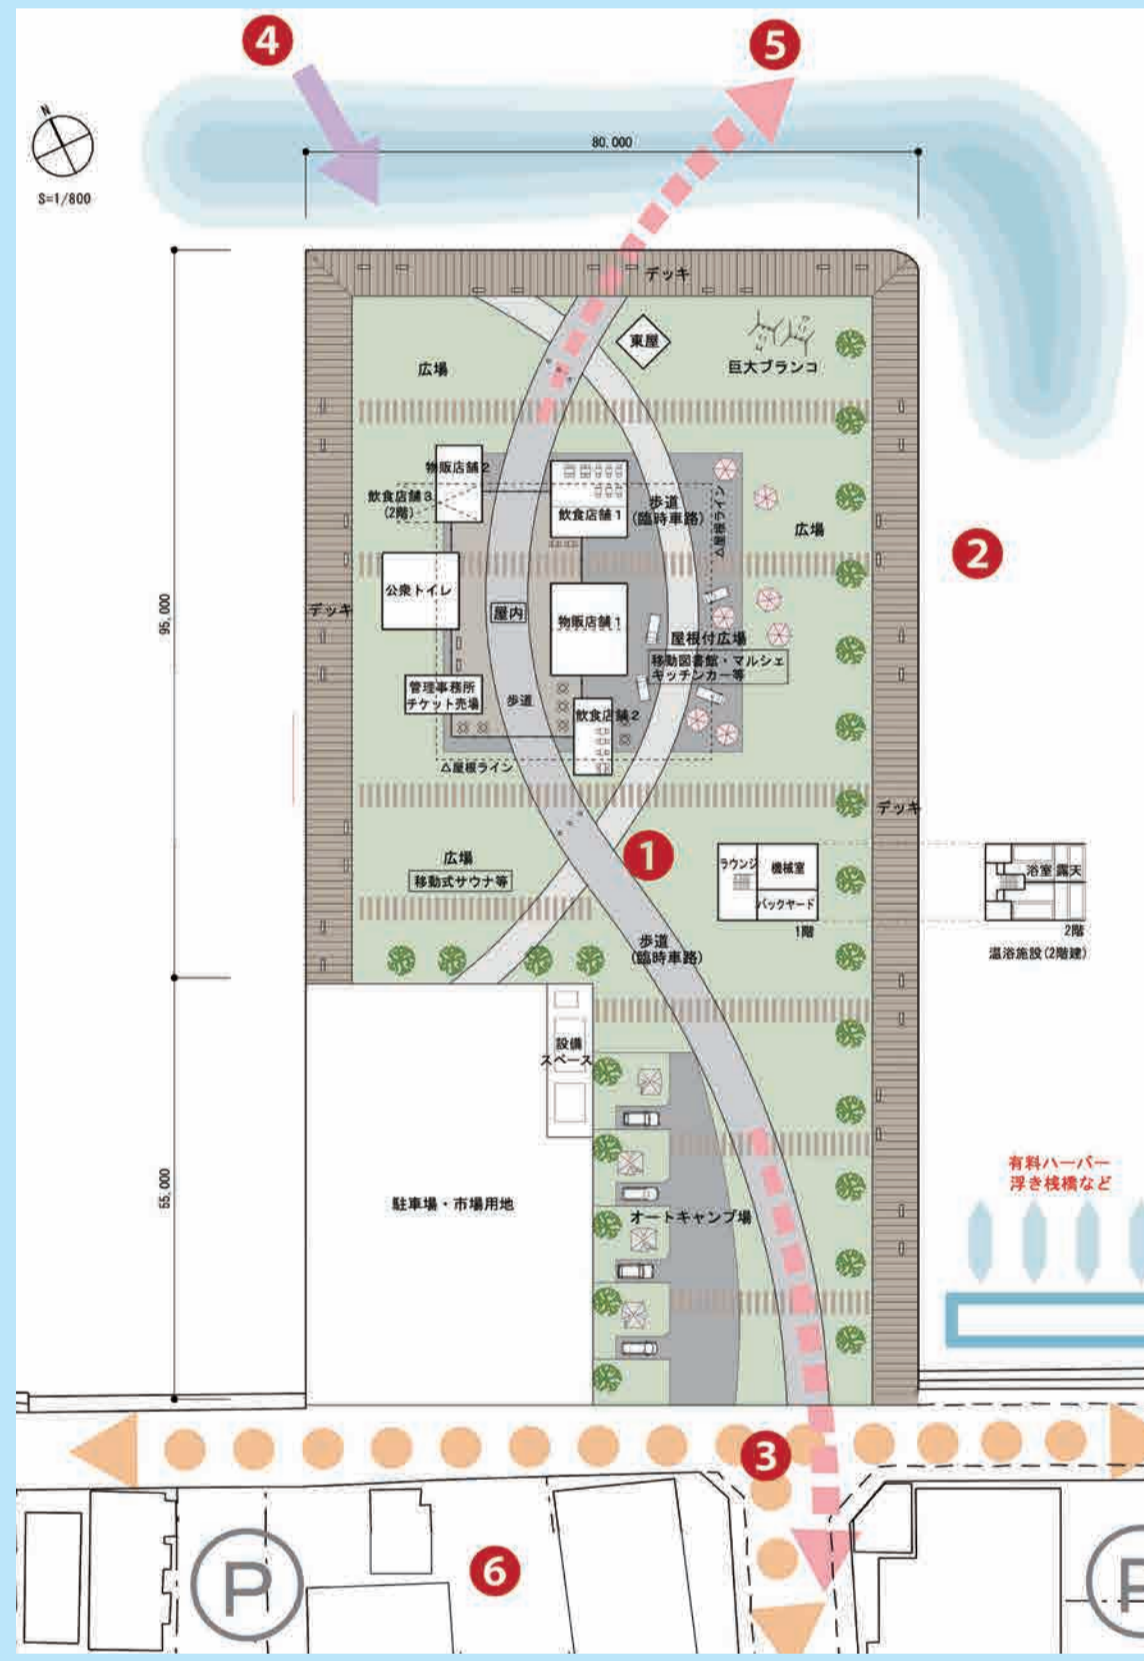 4
5
N
S=1/800
80,000
デッキ
東屋
巨大ブランコ
広場
物販店舗2
飲食店舗3
(2階)
飲食店舗1
歩道
(臨時車路)
△屋根ライン
広場
2
公衆トイレ
デッキ
95,000
屋内
物販店舗1
屋根付広場
移動図書館・マルシェ
キッチンカー等
管理事務所
チケット売場
歩道
飲食店舗2
△屋根ライン
デッキ
1
広場
移動式サウナ等
ラウンジ
機械室
バックヤード
1階
浴室
露天
2階
温浴施設(2階建)
歩道
(臨時車路)
設備
スペース
55,000
駐車場・市場用地
オートキャンプ場
有料ハーバー
浮き桟橋など
3
P
6
P